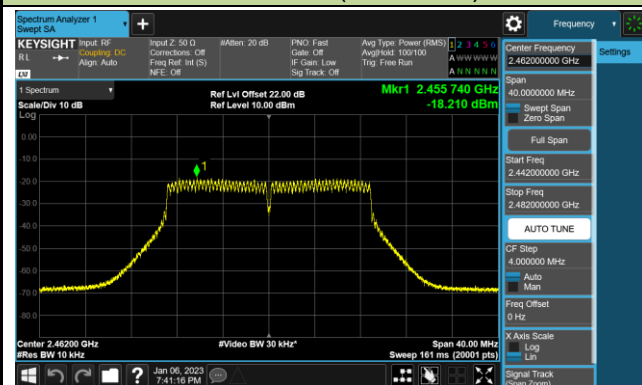 Spectrum Analyzer 1
Swept SA
Frequency
KEYSIGHT
RL
LXI
Input: RF
Coupling: DC
Align: Auto
Input Z: 50 Ω
Corrections: Off
Freq Ref: Int (S)
NFE: Off
#Atten: 20 dB
PNO: Fast
Gate: Off
IF Gain: Low
Sig Track: Off
Avg Type: Power (RMS)
Avg|Hold: 100/100
Trig: Free Run
1 2 3 4 5 6
A W W W W W
A N N N N N
1 Spectrum
Scale/Div 10 dB
Log
Ref Lvl Offset 22.00 dB
Ref Level 10.00 dBm
Mkr1 2.455 740 GHz
-18.210 dBm
0.00
-10.0
-20.0
-30.0
-40.0
-50.0
-60.0
-70.0
-80.0
1
Center 2.46200 GHz
#Res BW 10 kHz
#Video BW 30 kHz*
Span 40.00 MHz
Sweep 161 ms (20001 pts)
Center Frequency
2.462000000 GHz
Settings
Span
40.0000000 MHz
Swept Span
Zero Span
Full Span
Start Freq
2.442000000 GHz
Stop Freq
2.482000000 GHz
AUTO TUNE
CF Step
4.000000 MHz
Auto
Man
Freq Offset
0 Hz
X Axis Scale
Log
Lin
Signal Track
(Span Zoom)
?
Jan 06, 2023
7:41:16 PM